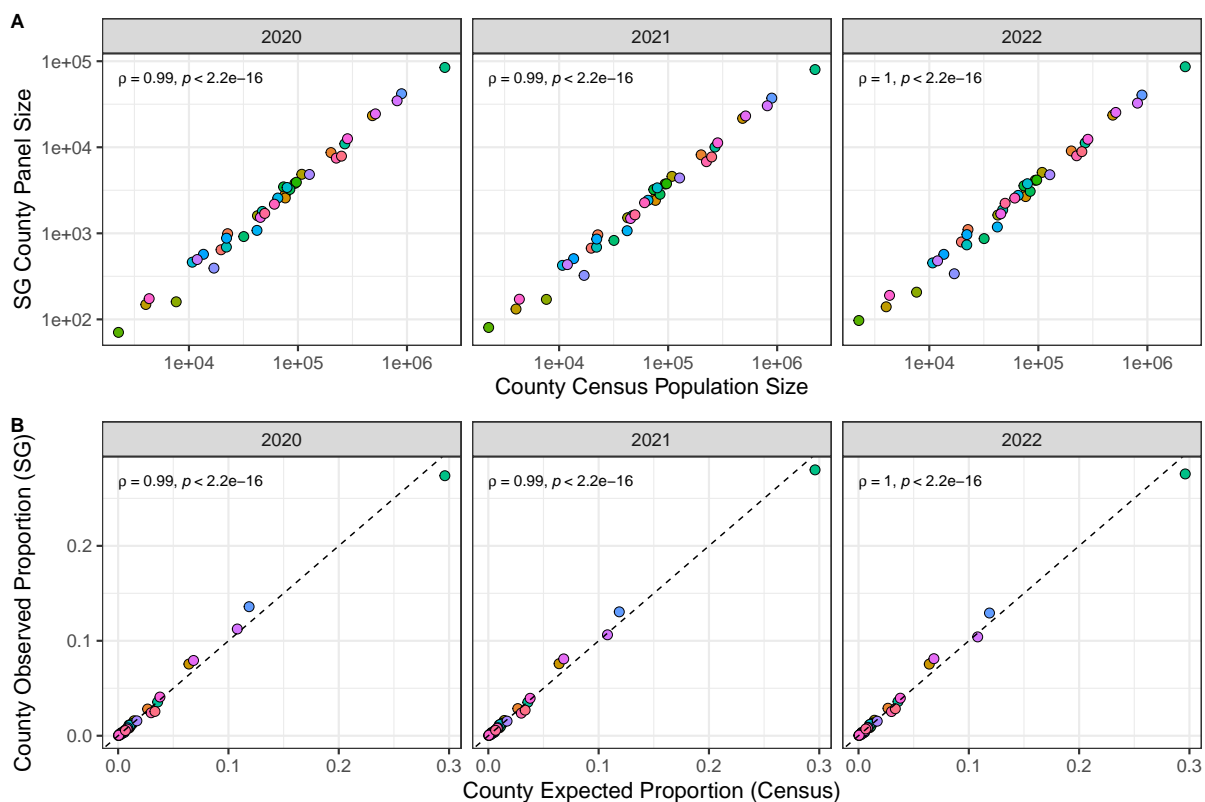 A
2020
2021
2022
SG County Panel Size
1e+05
1e+04
1e+03
1e+02
ρ = 0.99, p < 2.2e−16
ρ = 0.99, p < 2.2e−16
ρ = 1, p < 2.2e−16
1e+04 1e+05 1e+06
1e+04 1e+05 1e+06
1e+04 1e+05 1e+06
County Census Population Size
B
2020
2021
2022
County Observed Proportion (SG)
0.2
0.1
0.0
ρ = 0.99, p < 2.2e−16
ρ = 0.99, p < 2.2e−16
ρ = 1, p < 2.2e−16
0.0 0.1 0.2 0.3
0.0 0.1 0.2 0.3
0.0 0.1 0.2 0.3
County Expected Proportion (Census)